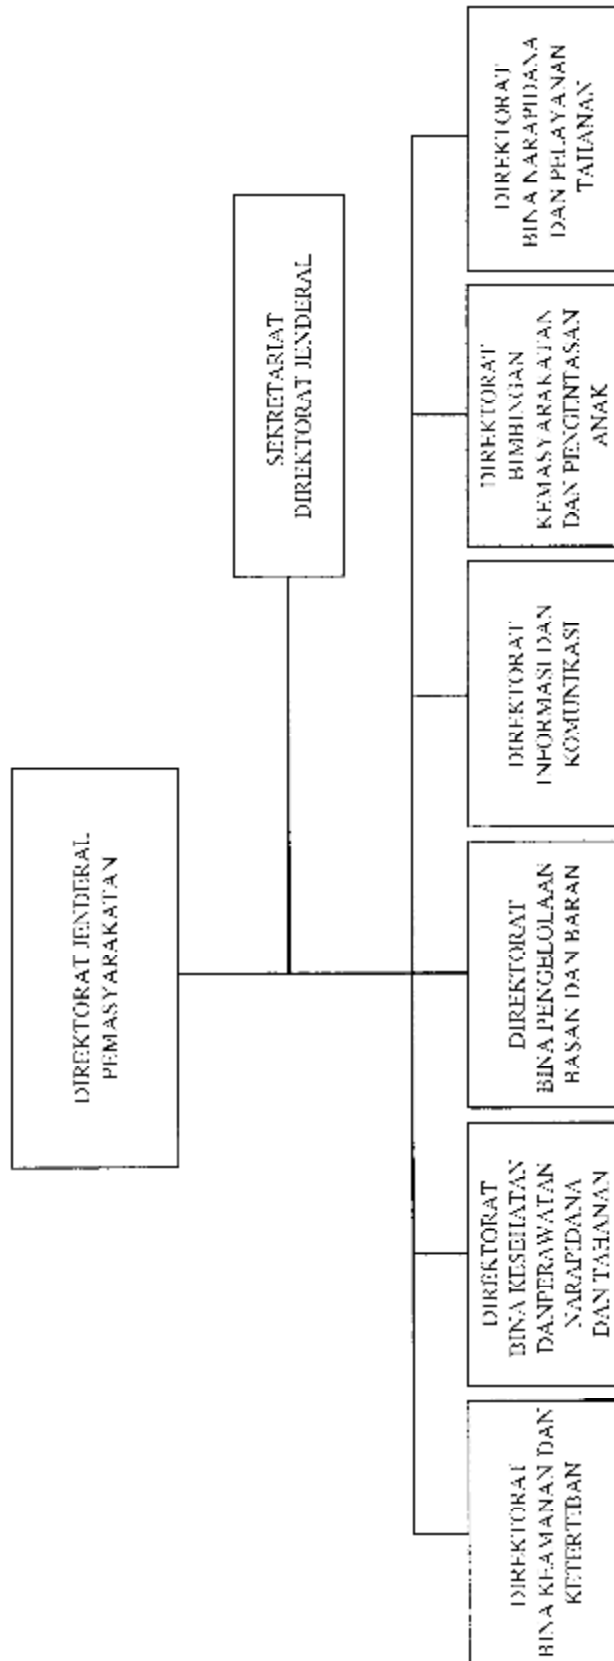 DIREKTORAT JENDERAL
PEMASYARAKATAN
SEKRETARIAT
DIREKTORAT JENDERAL
DIREKTORAT
BINA KEAMANAN DAN
KETERTIBAN
DIREKTORAT
BINA KESEHATAN
DANPERAWATAN
NARAPIDANA
DAN TAHANAN
DIREKTORAT
BINA PENGELOLAAN
BASAN DAN BARAN
DIREKTORAT
INFORMASI DAN
KOMUNIKASI
DIREKTORAT
BIMBINGAN
KEMASYARAKATAN
DAN PENGENTASAN
ANAK
DIREKTORAT
BINA NARAPIDANA
DAN PELAYANAN
TAHANAN